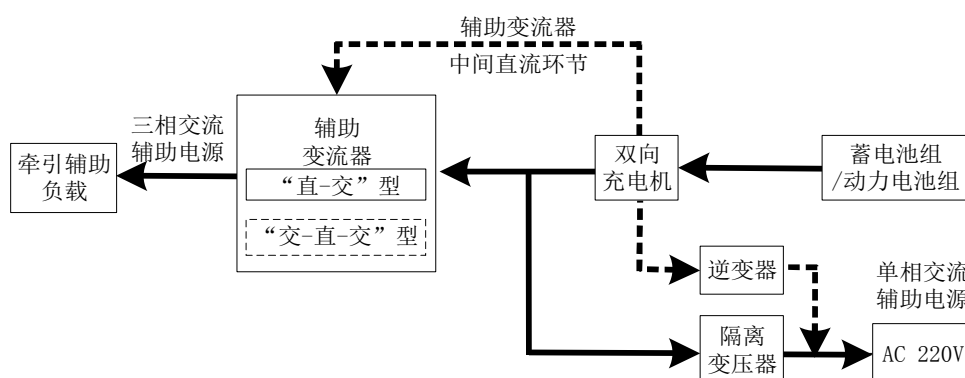 辅助变流器
中间直流环节
三相交流
辅助电源
牵引辅助
负载
辅助
变流器
“直-交”型
“交-直-交”型
双向
充电机
蓄电池组
/动力电池组
逆变器
单相交流
辅助电源
隔离
变压器
AC 220V